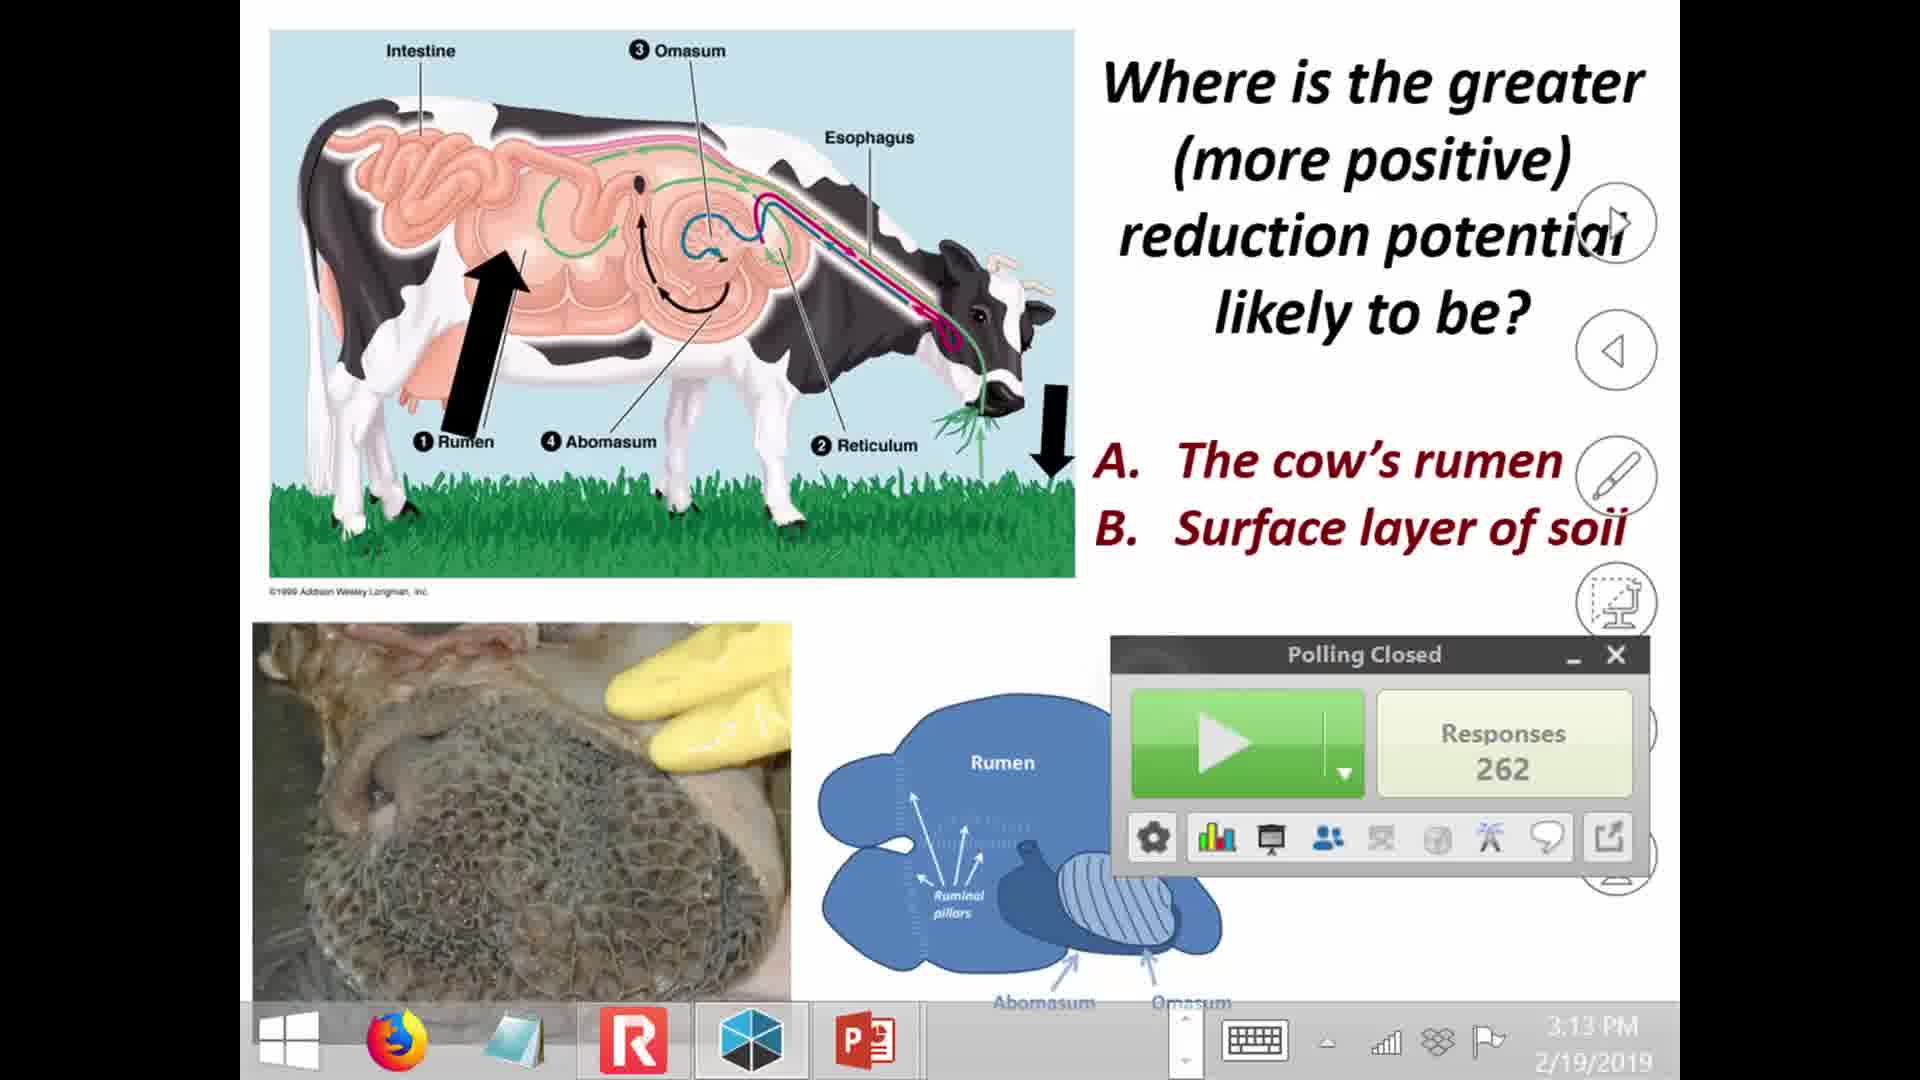 Intestine
3 Omasum
Esophagus
1 Rumen
4 Abomasum
2 Reticulum
©1999 Addison Wesley Longman, Inc.
Where is the greater
(more positive)
reduction potential
likely to be?
A. The cow's rumen
B. Surface layer of soil
Polling Closed
Responses
262
Rumen
Ruminal
pillars
Abomasum
Omasum
3:13 PM
2/19/2019